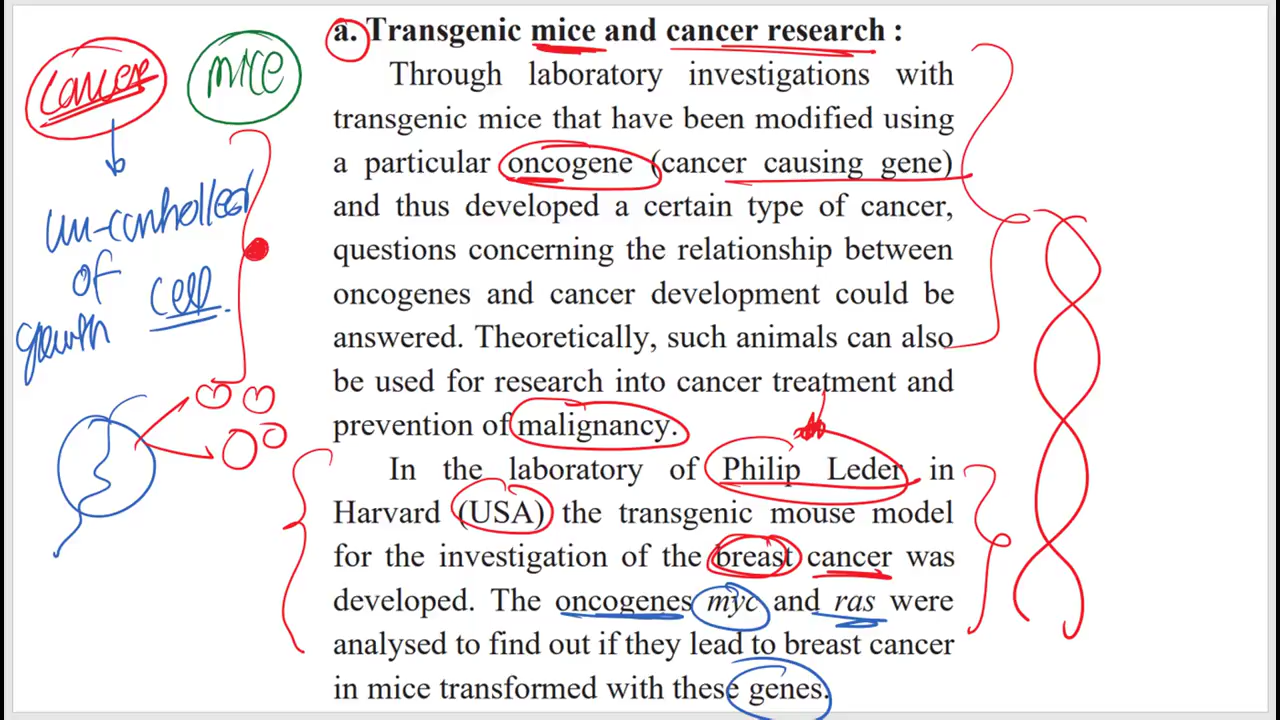 a. Transgenic mice and cancer research :
Through laboratory investigations with
transgenic mice that have been modified using
a particular oncogene (cancer causing gene)
and thus developed a certain type of cancer,
questions concerning the relationship between
oncogenes and cancer development could be
answered. Theoretically, such animals can also
be used for research into cancer treatment and
prevention of malignancy.
In the laboratory of Philip Leder in
Harvard (USA) the transgenic mouse model
for the investigation of the breast cancer was
developed. The oncogenes myc and ras were
analysed to find out if they lead to breast cancer
in mice transformed with these genes.
cancer
mice
un-controlled
of cell.
growth